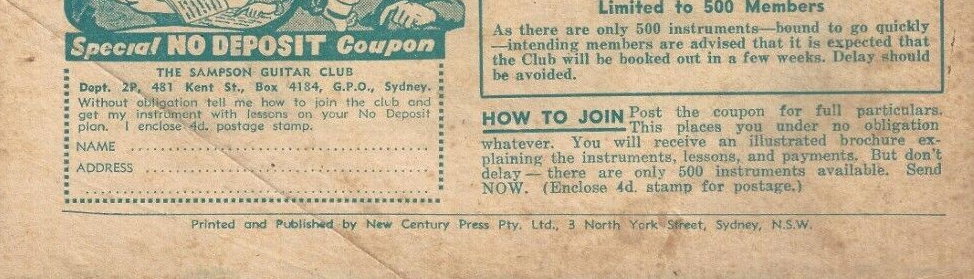 Special NO DEPOSIT Coupon
THE SAMPSON GUITAR CLUB
Dept. 2P, 481 Kent St., Box 4184, G.P.O., Sydney.
Without obligation tell me how to join the club and
get my instrument with lessons on your No Deposit
plan. I enclose 4d. postage stamp.
NAME
ADDRESS
Limited to 500 Members
As there are only 500 instruments—bound to go quickly
—intending members are advised that it is expected that
the Club will be booked out in a few weeks. Delay should
be avoided.
HOW TO JOIN Post the coupon for full particulars.
This places you under no obligation
whatever. You will receive an illustrated brochure ex-
plaining the instruments, lessons, and payments. But don't
delay — there are only 500 instruments available. Send
NOW. (Enclose 4d. stamp for postage.)
Printed and Published by New Century Press Pty. Ltd., 3 North York Street, Sydney, N.S.W.